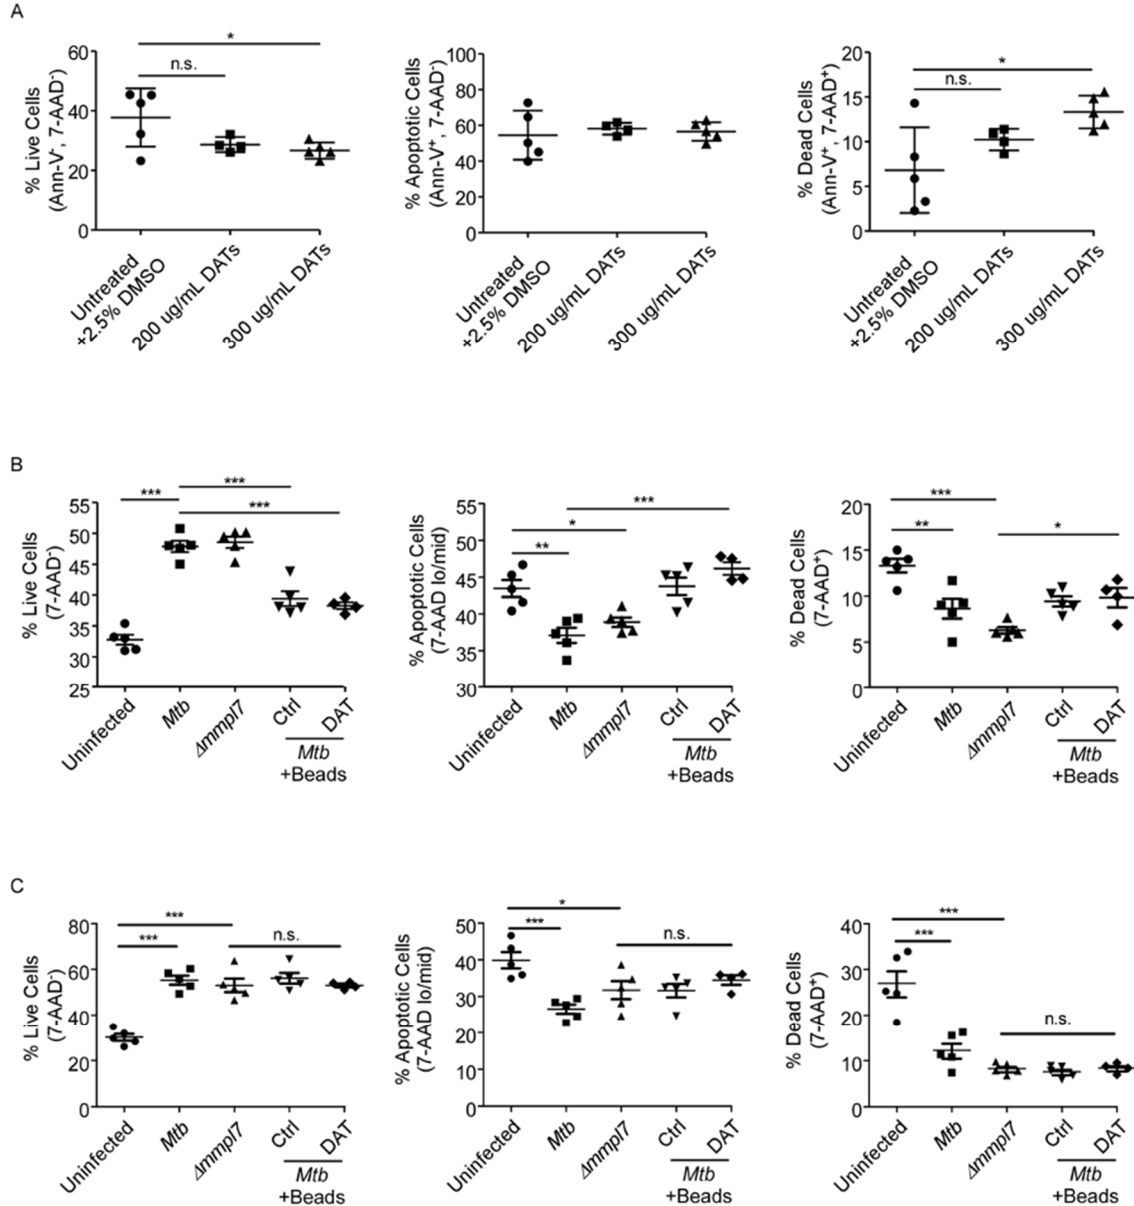 A
% Live Cells
(Ann-V-, 7-AAD-)
60
40
20
0
*
n.s.
Untreated
+2.5% DMSO
200 ug/mL DATs
300 ug/mL DATs
% Apoptotic Cells
(Ann-V+, 7-AAD-)
100
80
60
40
20
0
Untreated
+2.5% DMSO
200 ug/mL DATs
300 ug/mL DATs
% Dead Cells
(Ann-V+, 7-AAD+)
20
15
10
5
0
*
n.s.
Untreated
+2.5% DMSO
200 ug/mL DATs
300 ug/mL DATs
B
% Live Cells
(7-AAD-)
55
50
45
40
35
30
25
***
***
***
Uninfected
Mtb
Δmmpl7
Ctrl
DAT
Mtb
+Beads
% Apoptotic Cells
(7-AAD lo/mid)
55
50
45
40
35
30
***
*
**
Uninfected
Mtb
Δmmpl7
Ctrl
DAT
Mtb
+Beads
% Dead Cells
(7-AAD+)
20
15
10
5
0
***
**
*
Uninfected
Mtb
Δmmpl7
Ctrl
DAT
Mtb
+Beads
C
% Live Cells
(7-AAD-)
80
60
40
20
0
***
***
n.s.
Uninfected
Mtb
Δmmpl7
Ctrl
DAT
Mtb
+Beads
% Apoptotic Cells
(7-AAD lo/mid)
50
40
30
20
10
0
*
***
n.s.
Uninfected
Mtb
Δmmpl7
Ctrl
DAT
Mtb
+Beads
% Dead Cells
(7-AAD+)
40
30
20
10
0
***
***
n.s.
Uninfected
Mtb
Δmmpl7
Ctrl
DAT
Mtb
+Beads